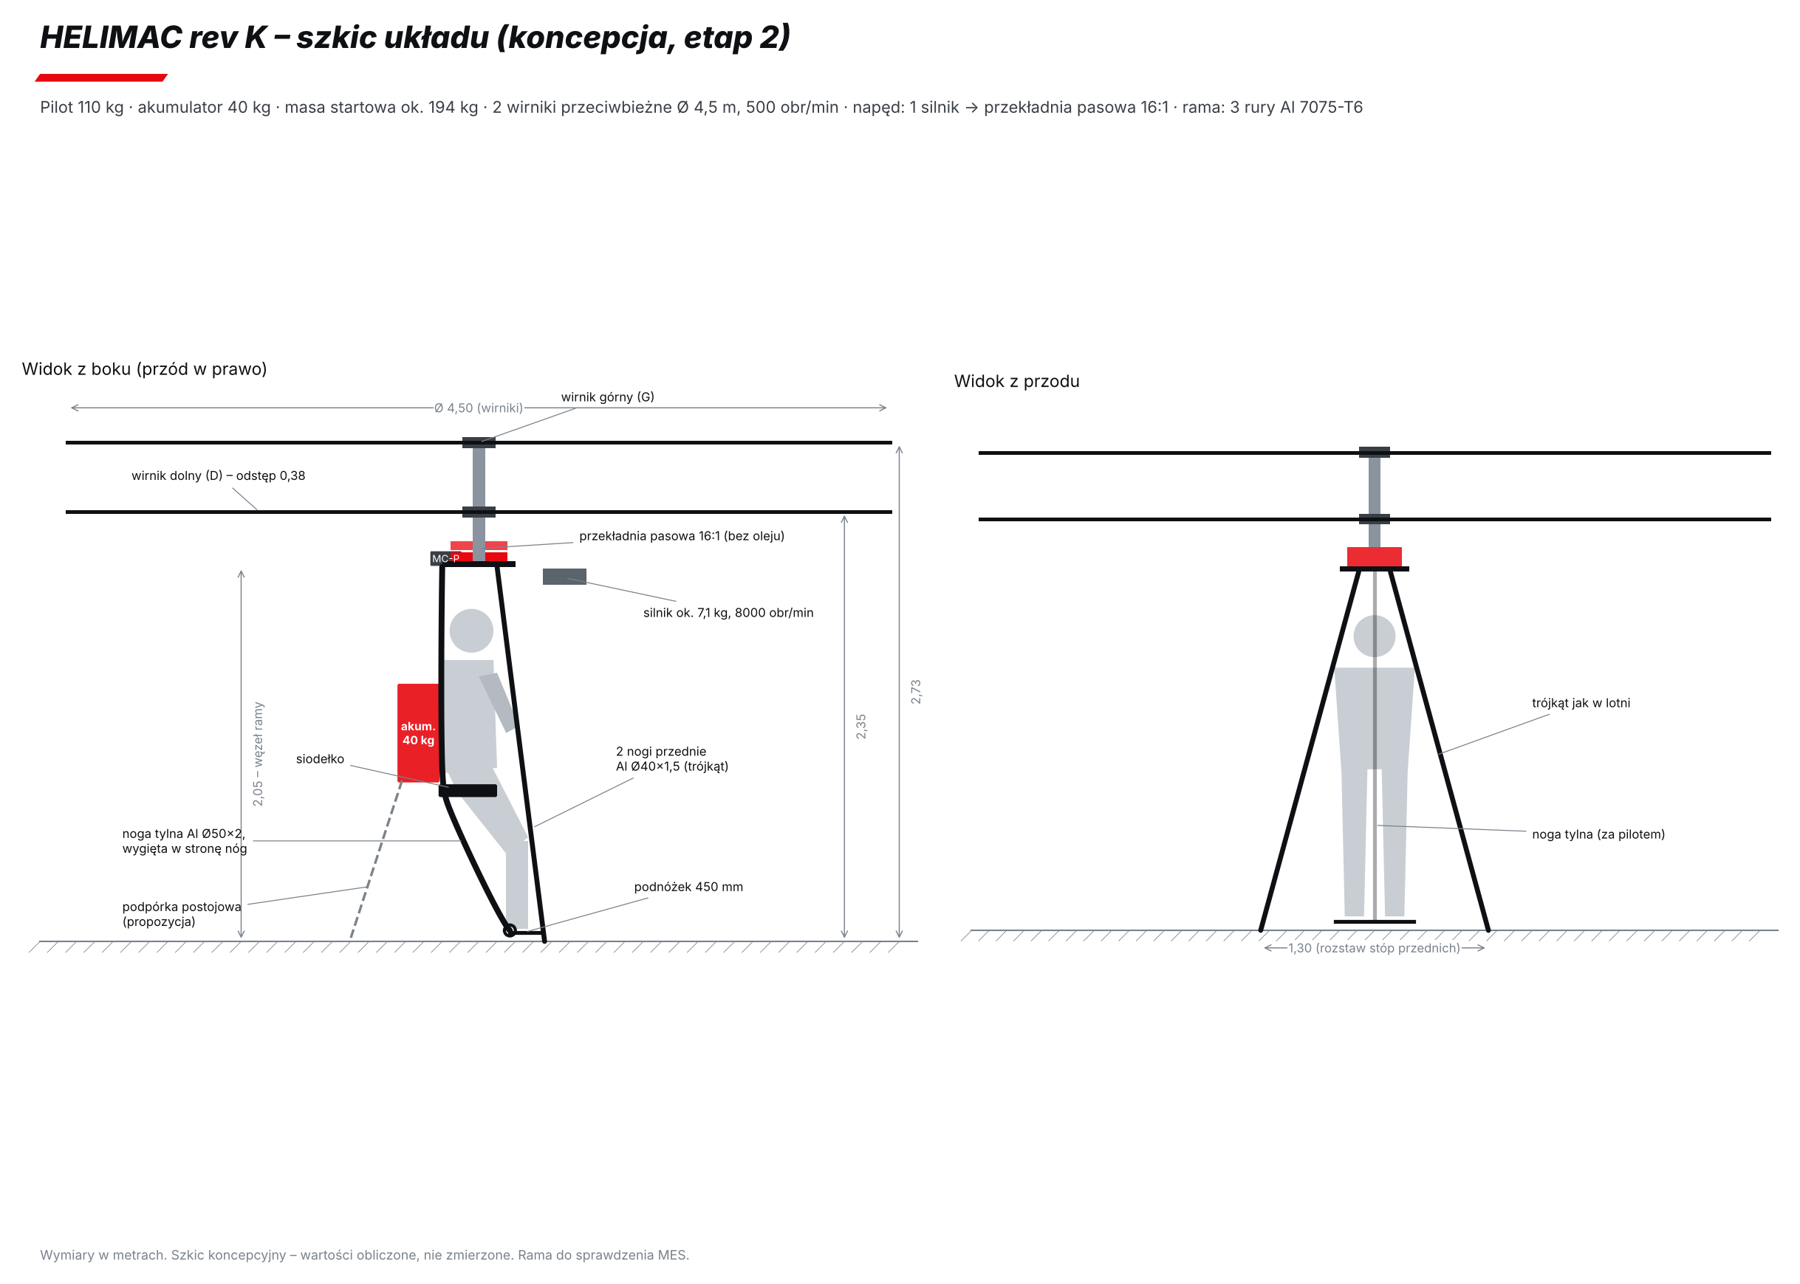 HELIMAC rev K – szkic układu (koncepcja, etap 2)
Pilot 110 kg · akumulator 40 kg · masa startowa ok. 194 kg · 2 wirniki przeciwbieżne Ø 4,5 m, 500 obr/min · napęd: 1 silnik → przekładnia pasowa 16:1 · rama: 3 rury Al 7075-T6
Widok z boku (przód w prawo)
wirnik górny (G)
Ø 4,50 (wirniki)
wirnik dolny (D) – odstęp 0,38
przekładnia pasowa 16:1 (bez oleju)
MC-P
silnik ok. 7,1 kg, 8000 obr/min
2,73
2,35
akum.
40 kg
2,05 – węzeł ramy
siodełko
2 nogi przednie
Al Ø40×1,5 (trójkąt)
noga tylna Al Ø50×2,
wygięta w stronę nóg
podnóżek 450 mm
podpórka postojowa
(propozycja)
Widok z przodu
trójkąt jak w lotni
noga tylna (za pilotem)
1,30 (rozstaw stóp przednich)
Wymiary w metrach. Szkic koncepcyjny – wartości obliczone, nie zmierzone. Rama do sprawdzenia MES.